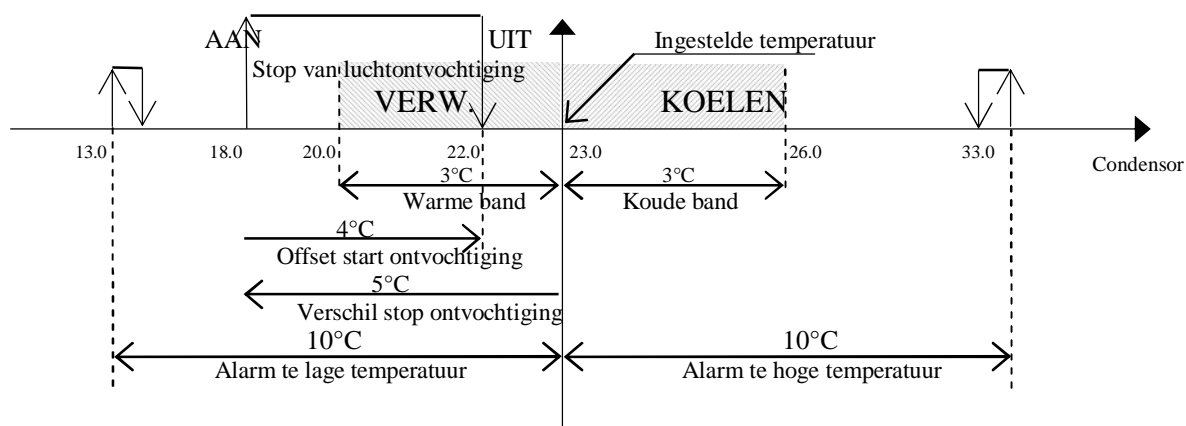 AAN
UIT
Ingestelde temperatuur
Stop van luchtontvochtiging
VERW.
KOELEN
13.0
18.0
20.0
22.0
23.0
26.0
33.0
Condensor
3°C
3°C
Warme band
Koude band
4°C
Offset start ontvochtiging
5°C
Verschil stop ontvochtiging
10°C
10°C
Alarm te lage temperatuur
Alarm te hoge temperatuur